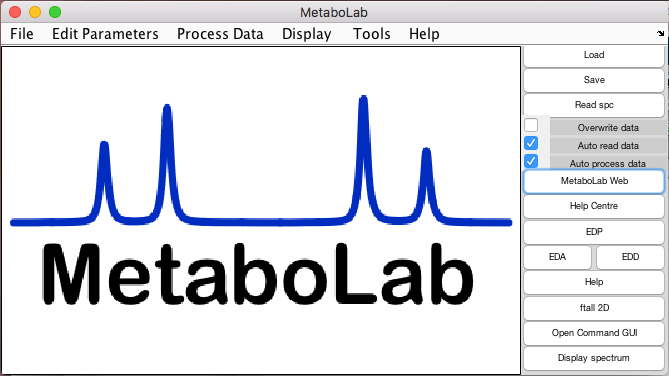 MetaboLab
File Edit Parameters Process Data Display Tools Help
MetaboLab
Load
Save
Read spc
Overwrite data
Auto read data
Auto process data
MetaboLab Web
Help Centre
EDP
EDA EDD
Help
ftall 2D
Open Command GUI
Display spectrum